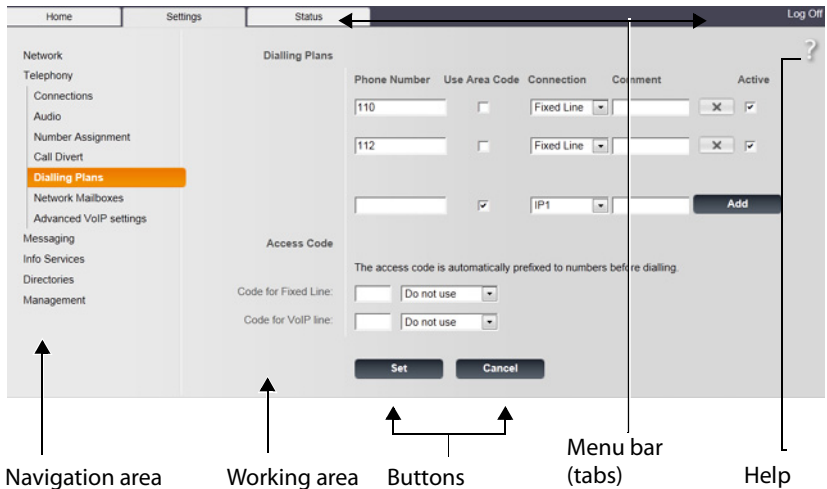 Home Settings Status Log Off
?
Network
Telephony
Connections
Audio
Number Assignment
Call Divert
Dialling Plans
Network Mailboxes
Advanced VoIP settings
Messaging
Info Services
Directories
Management
Dialling Plans
Phone Number Use Area Code Connection Comment Active
110 Fixed Line
112 Fixed Line
IP1 Add
Access Code
The access code is automatically prefixed to numbers before dialling.
Code for Fixed Line: Do not use
Code for VoIP line: Do not use
Set Cancel
Navigation area Working area Buttons Menu bar (tabs) Help